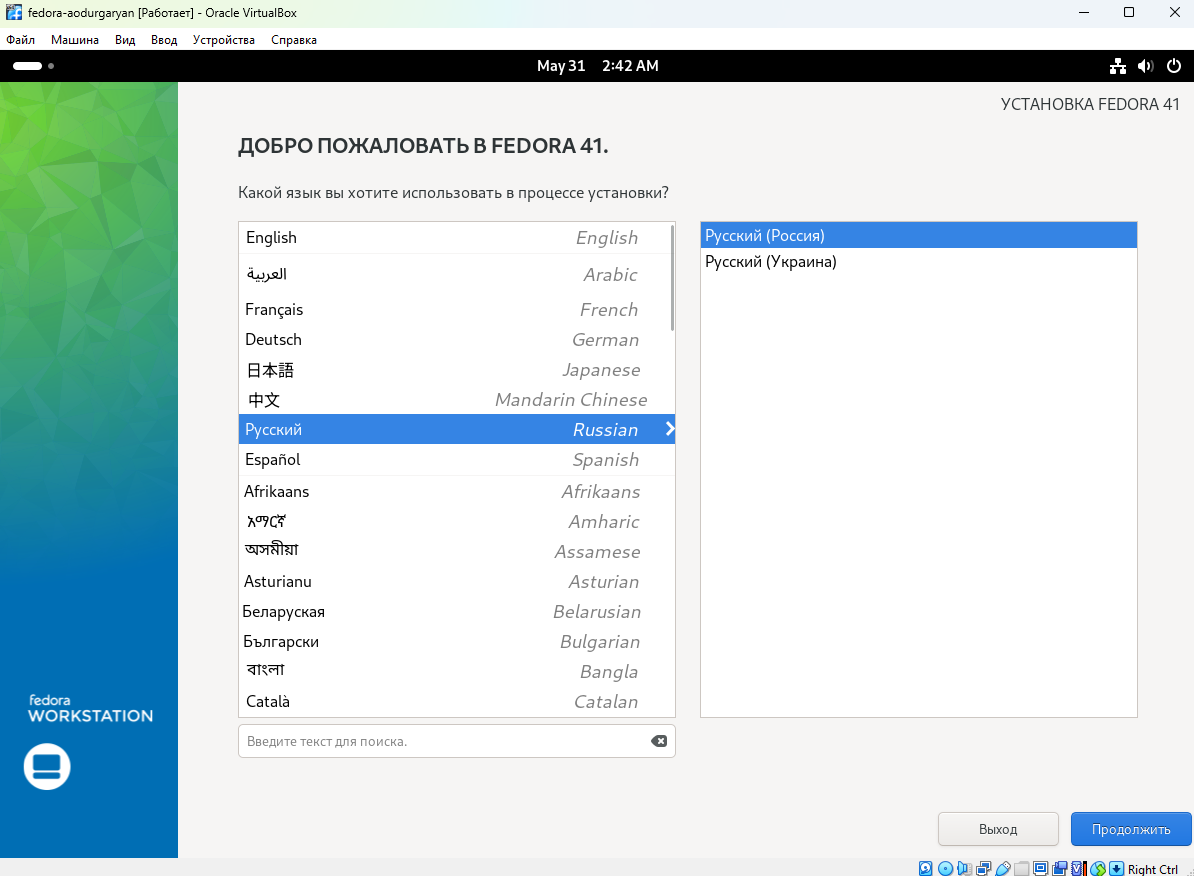 fedora-aodurgaryan [Работает] - Oracle VirtualBox
Файл Машина Вид Ввод Устройства Справка
May 31 2:42 AM
УСТАНОВКА FEDORA 41
ДОБРО ПОЖАЛОВАТЬ В FEDORA 41.
Какой язык вы хотите использовать в процессе установки?
English English
العربية Arabic
Français French
Deutsch German
日本語 Japanese
中文 Mandarin Chinese
Русский Russian
Español Spanish
Afrikaans Afrikaans
አማርኛ Amharic
অসমীয়া Assamese
Asturianu Asturian
Беларуская Belarusian
Български Bulgarian
বাংলা Bangla
Català Catalan
Русский (Россия)
Русский (Украина)
Введите текст для поиска.
fedora
WORKSTATION
Выход Продолжить
Right Ctrl